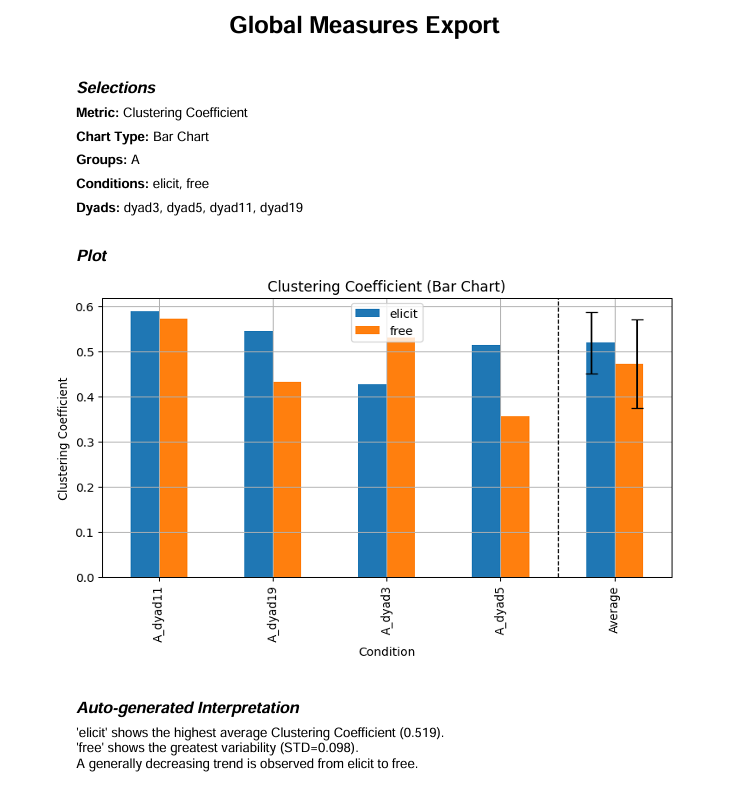 Global Measures Export
Selections
Metric: Clustering Coefficient
Chart Type: Bar Chart
Groups: A
Conditions: elicit, free
Dyads: dyad3, dyad5, dyad11, dyad19
Plot
Clustering Coefficient (Bar Chart)
elicit
free
0.6
0.5
0.4
0.3
0.2
0.1
0.0
Clustering Coefficient
A_dyad11
A_dyad19
A_dyad3
A_dyad5
Average
Condition
Auto-generated Interpretation
'elicit' shows the highest average Clustering Coefficient (0.519).
'free' shows the greatest variability (STD=0.098).
A generally decreasing trend is observed from elicit to free.